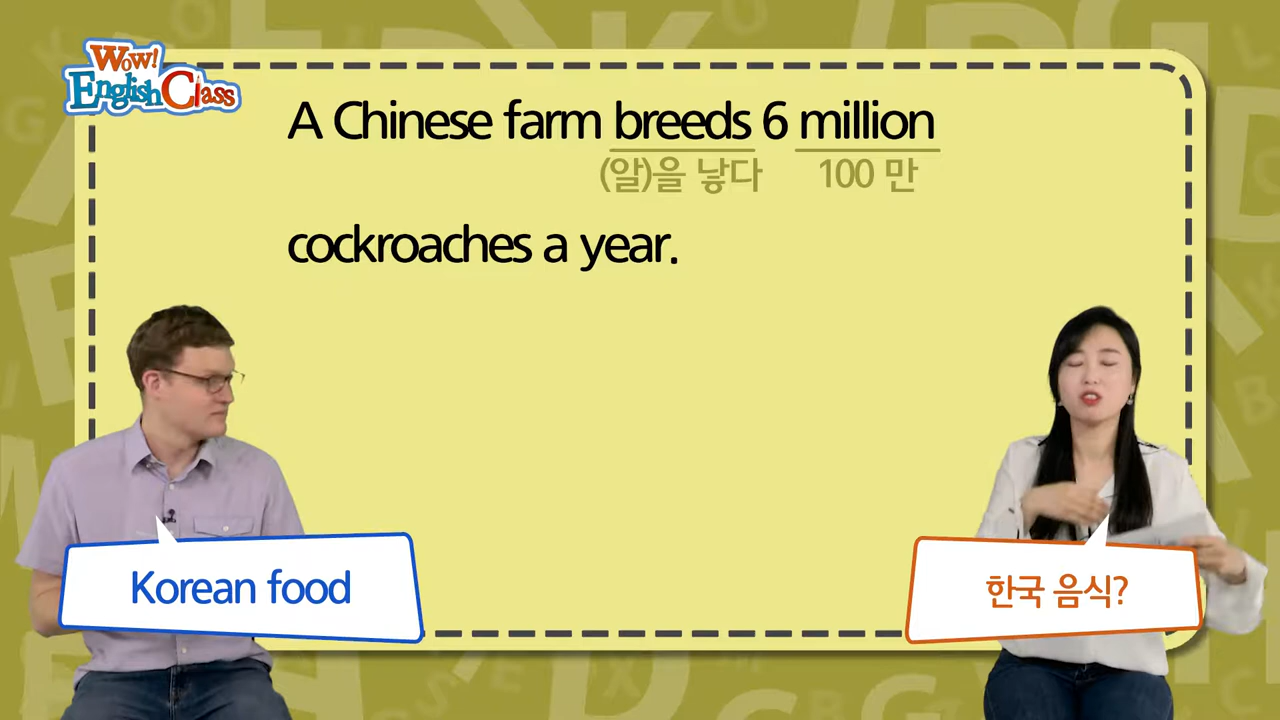 Wow!
English Class
A Chinese farm breeds 6 million
(알)을 낳다 100 만
cockroaches a year.
Korean food
한국 음식?